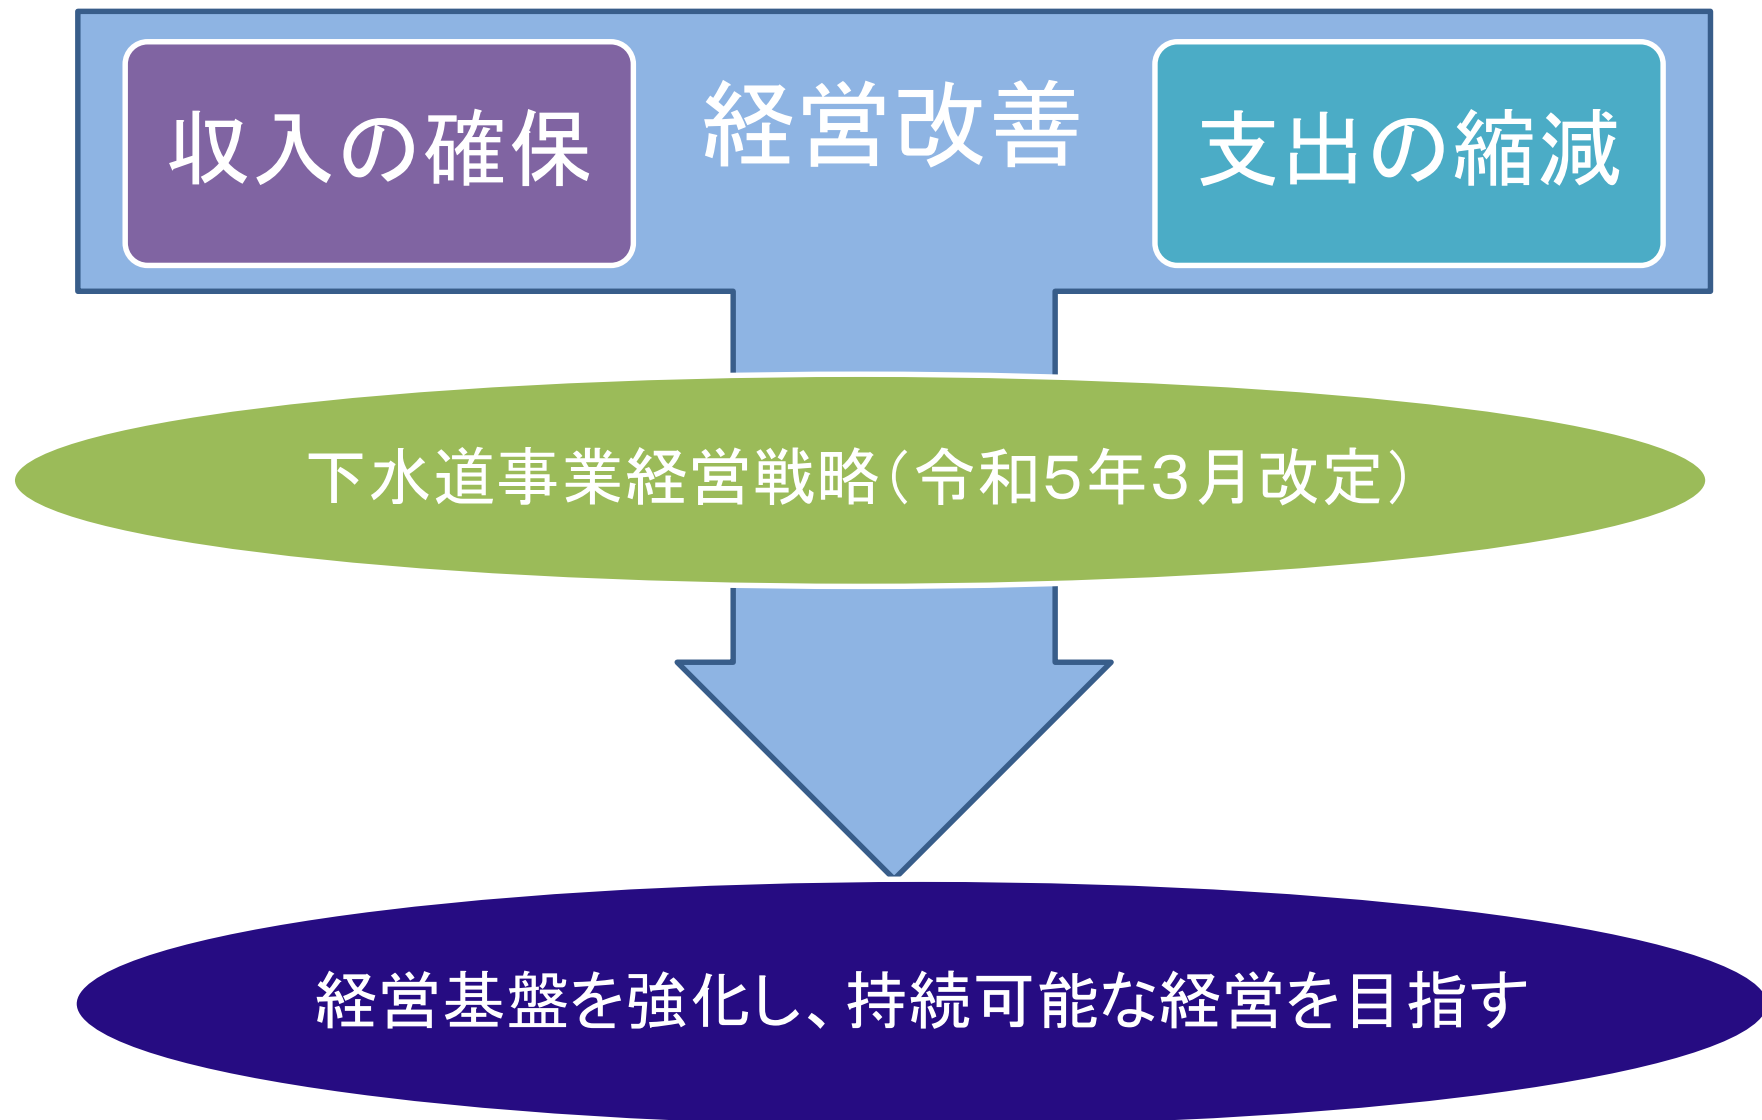 収入の確保
経営改善
支出の縮減
下水道事業経営戦略（令和５年３月改定）
経営基盤を強化し、持続可能な経営を目指す